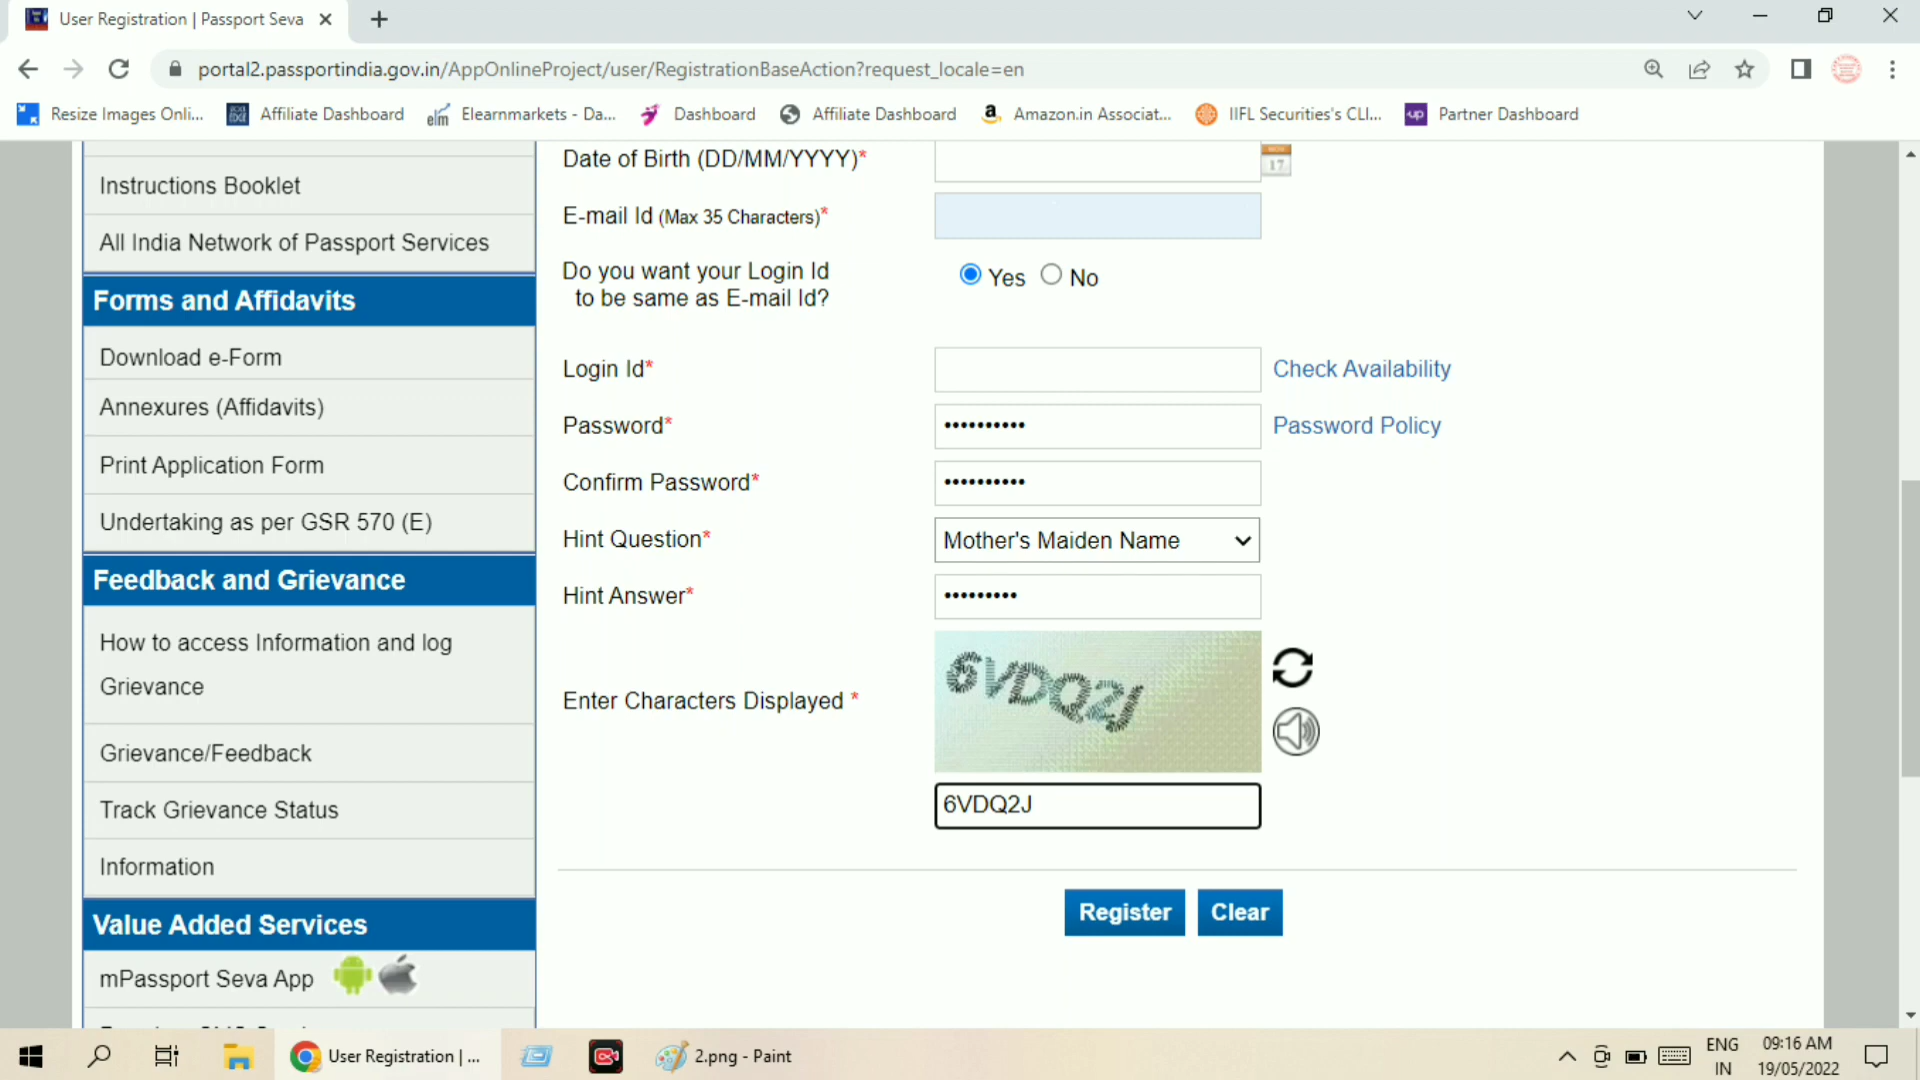 User Registration | Passport Seva
portal2.passportindia.gov.in/AppOnlineProject/user/RegistrationBaseAction?request_locale=en
Resize Images Onli...
Affiliate Dashboard
elm
Elearnmarkets - Da...
Dashboard
Affiliate Dashboard
Amazon.in Associat...
IIFL Securities's CLI...
up
Partner Dashboard
Instructions Booklet
All India Network of Passport Services
Forms and Affidavits
Download e-Form
Annexures (Affidavits)
Print Application Form
Undertaking as per GSR 570 (E)
Feedback and Grievance
How to access Information and log
Grievance
Grievance/Feedback
Track Grievance Status
Information
Value Added Services
mPassport Seva App
Date of Birth (DD/MM/YYYY)*
17
E-mail Id (Max 35 Characters)*
Do you want your Login Id
to be same as E-mail Id?
Yes No
Login Id*
Check Availability
Password*
••••••••••
Password Policy
Confirm Password*
••••••••••
Hint Question*
Mother's Maiden Name
Hint Answer*
•••••••••
6VDQ2J
Enter Characters Displayed *
6VDQ2J
Register Clear
User Registration | ...
2.png - Paint
ENG
IN
09:16 AM
19/05/2022